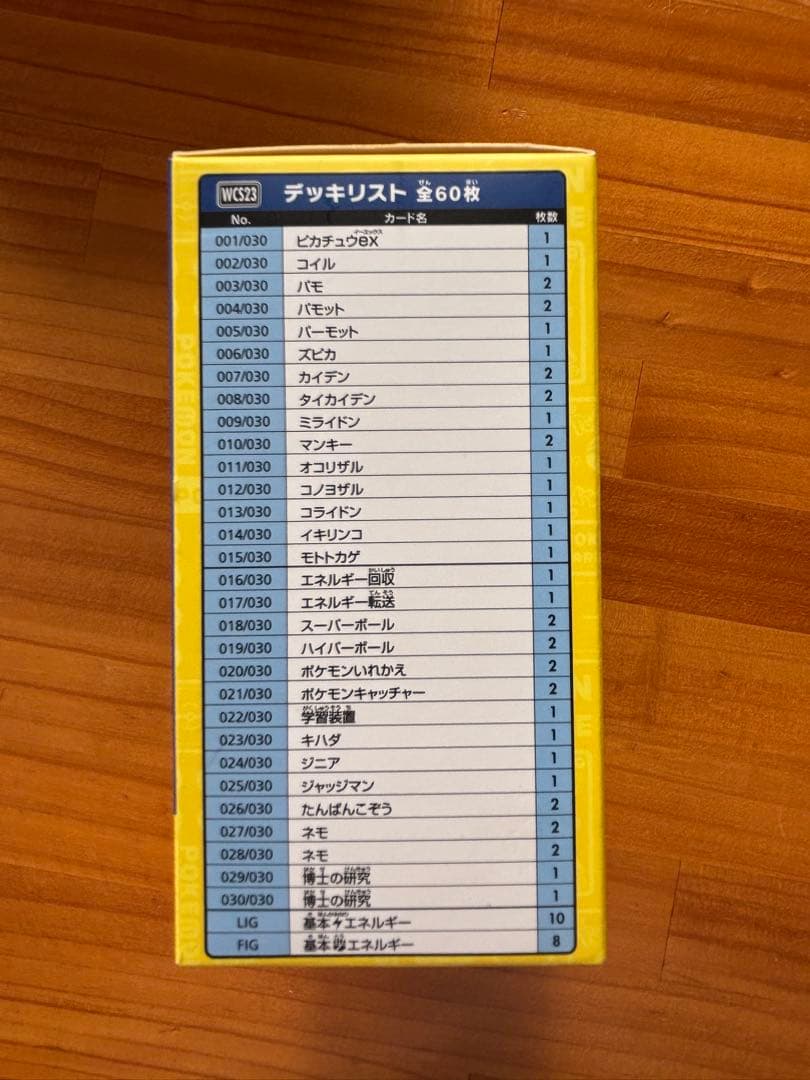 WCS23 デッキリスト 全60枚
No. カード名 枚数
001/030 ピカチュウex 1
002/030 コイル 1
003/030 パモ 2
004/030 パモット 2
005/030 パーモット 1
006/030 ズピカ 1
007/030 カイデン 2
008/030 タイカイデン 2
009/030 ミライドン 1
010/030 マンキー 2
011/030 オコリザル 1
012/030 コノヨザル 1
013/030 コライドン 1
014/030 イキリンコ 1
015/030 モトトカゲ 1
016/030 エネルギー回収 1
017/030 エネルギー転送 1
018/030 スーパーボール 2
019/030 ハイパーボール 2
020/030 ポケモンいれかえ 2
021/030 ポケモンキャッチャー 2
022/030 学習装置 1
023/030 キハダ 1
024/030 ジニア 1
025/030 ジャッジマン 1
026/030 たんぱんこぞう 2
027/030 ネモ 2
028/030 ネモ 2
029/030 博士の研究 1
030/030 博士の研究 1
LIG 基本エネルギー 10
FIG 基本エネルギー 8
POKEMON